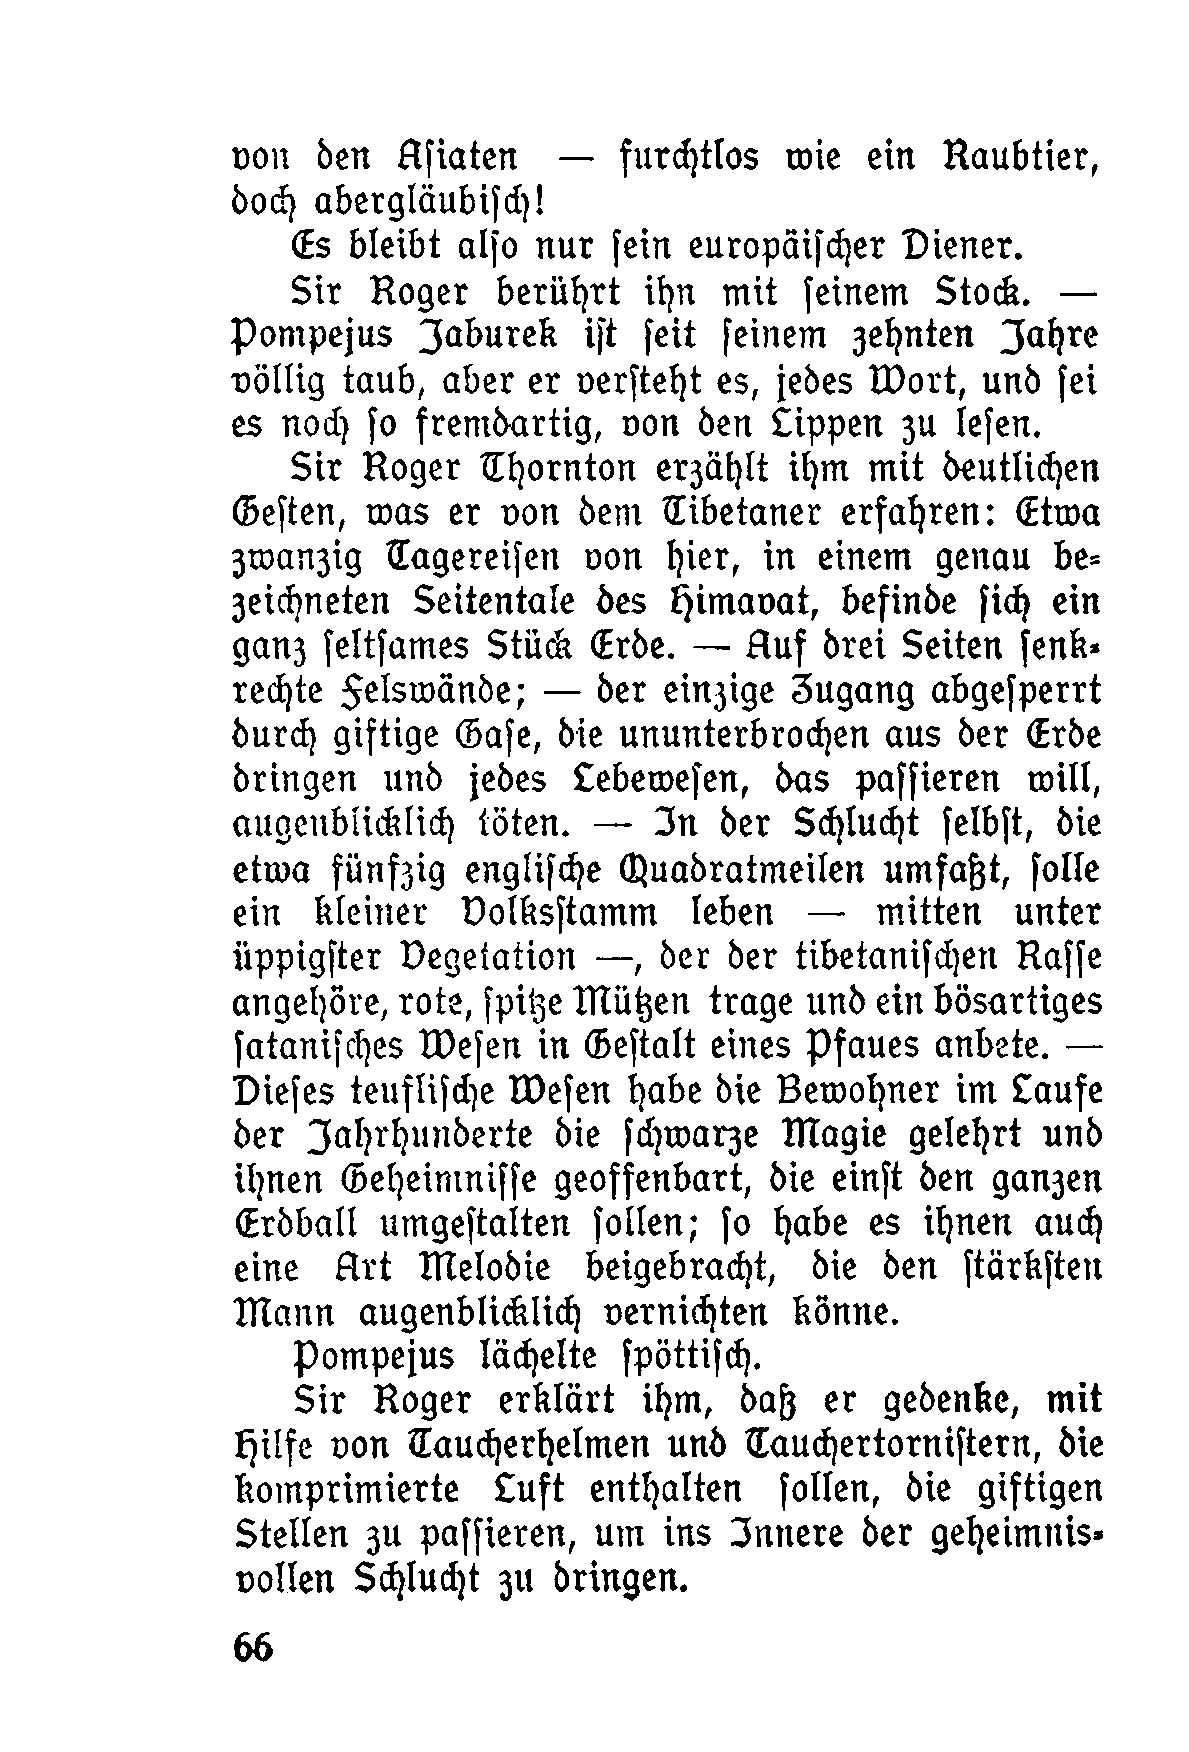 von den Aſiaten — furchtlos wie ein Raubtier,
doch abergläubiſch!
Es bleibt alſo nur ſein europäiſcher Diener.
Sir Roger berührt ihn mit ſeinem Stock. —
Pompejus Jaburek iſt ſeit ſeinem zehnten Jahre
völlig taub, aber er verſteht es, jedes Wort, und ſei
es noch ſo fremdartig, von den Lippen zu leſen.
Sir Roger Thornton erzählt ihm mit deutlichen
Geſten, was er von dem Tibetaner erfahren: Etwa
zwanzig Tagereiſen von hier, in einem genau be-
zeichneten Seitentale des Himavat, befinde ſich ein
ganz ſeltſames Stück Erde. — Auf drei Seiten ſenk-
rechte Felswände; — der einzige Zugang abgeſperrt
durch giftige Gaſe, die ununterbrochen aus der Erde
dringen und jedes Lebeweſen, das paſſieren will,
augenblicklich töten. — In der Schlucht ſelbſt, die
etwa fünfzig engliſche Quadratmeilen umfaßt, ſolle
ein kleiner Volksſtamm leben — mitten unter
üppigſter Vegetation —, der der tibetaniſchen Raſſe
angehöre, rote, ſpitze Mützen trage und ein bösartiges
ſataniſches Weſen in Geſtalt eines Pfaues anbete. —
Dieſes teufliſche Weſen habe die Bewohner im Laufe
der Jahrhunderte die ſchwarze Magie gelehrt und
ihnen Geheimniſſe geoffenbart, die einſt den ganzen
Erdball umgeſtalten ſollen; ſo habe es ihnen auch
eine Art Melodie beigebracht, die den ſtärkſten
Mann augenblicklich vernichten könne.
Pompejus lächelte ſpöttiſch.
Sir Roger erklärt ihm, daß er gedenke, mit
Hilfe von Taucherhelmen und Tauchertorniſtern, die
komprimierte Luft enthalten ſollen, die giftigen
Stellen zu paſſieren, um ins Innere der geheimnis-
vollen Schlucht zu dringen.
66